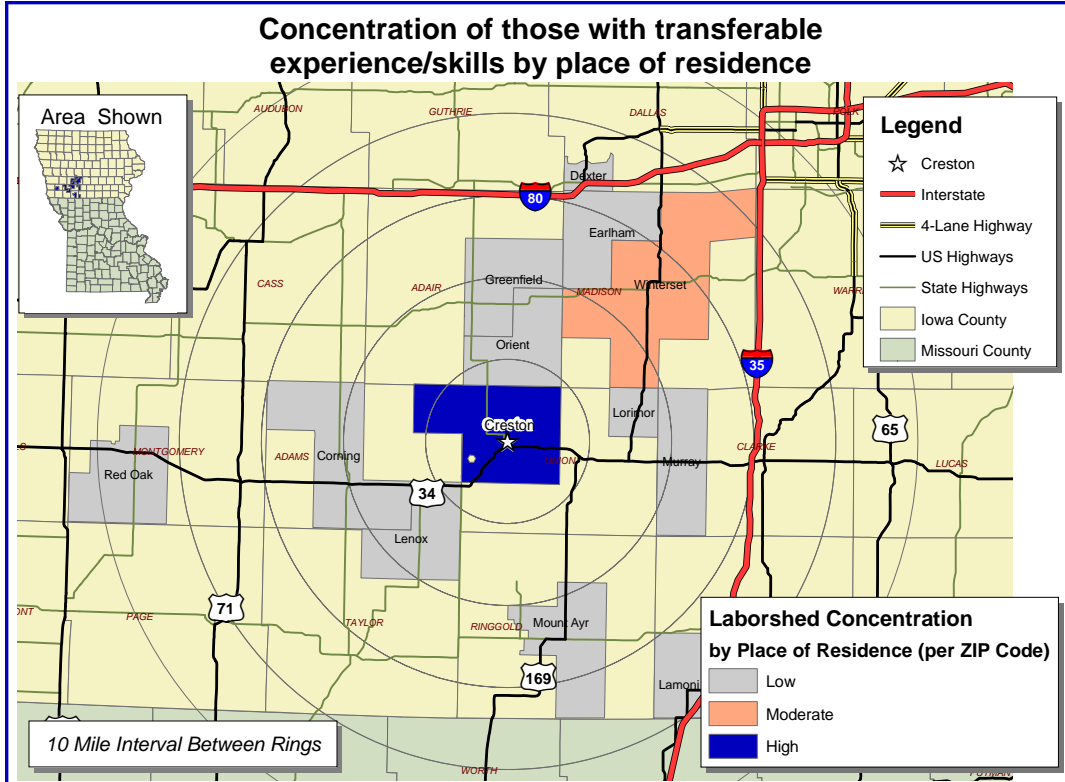 Concentration of those with transferable
experience/skills by place of residence
Area Shown
AUDUBON
GUTHRIE
DALLAS
POLK
Legend
Creston
Interstate
4-Lane Highway
US Highways
State Highways
Iowa County
Missouri County
Dexter
80
Earlham
CASS
ADAIR
Greenfield
MADISON
Winterset
WARR
Orient
35
Lorimor
Creston
65
MONTGOMERY
Red Oak
ADAMS
Corning
UNION
Murray
CLARKE
LUCAS
34
Lenox
71
PAGE
TAYLOR
RINGGOLD
Mount Ayr
169
Lamoni
Laborshed Concentration
by Place of Residence (per ZIP Code)
Low
Moderate
High
10 Mile Interval Between Rings
WORTH